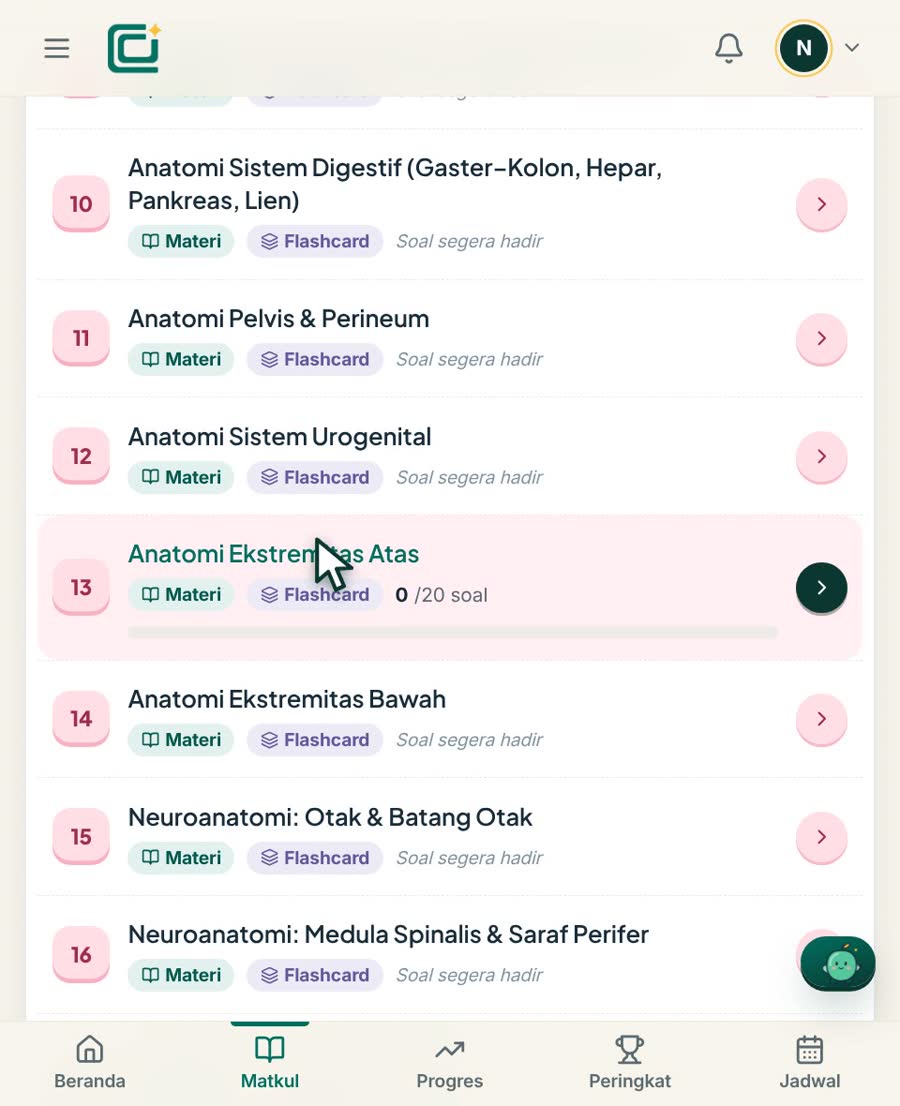 N
10
Anatomi Sistem Digestif (Gaster–Kolon, Hepar,
Pankreas, Lien)
Materi Flashcard Soal segera hadir
11
Anatomi Pelvis & Perineum
Materi Flashcard Soal segera hadir
12
Anatomi Sistem Urogenital
Materi Flashcard Soal segera hadir
13
Anatomi Ekstremitas Atas
Materi Flashcard 0 /20 soal
14
Anatomi Ekstremitas Bawah
Materi Flashcard Soal segera hadir
15
Neuroanatomi: Otak & Batang Otak
Materi Flashcard Soal segera hadir
16
Neuroanatomi: Medula Spinalis & Saraf Perifer
Materi Flashcard Soal segera hadir
Beranda Matkul Progres Peringkat Jadwal